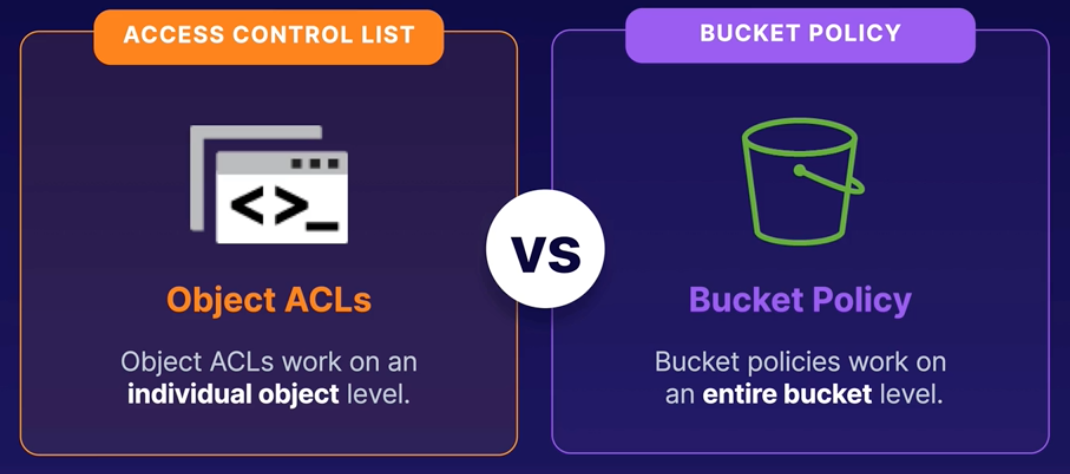 ACCESS CONTROL LIST
<>_
Object ACLs
Object ACLs work on an
individual object level.
vs
BUCKET POLICY
Bucket Policy
Bucket policies work on
an entire bucket level.